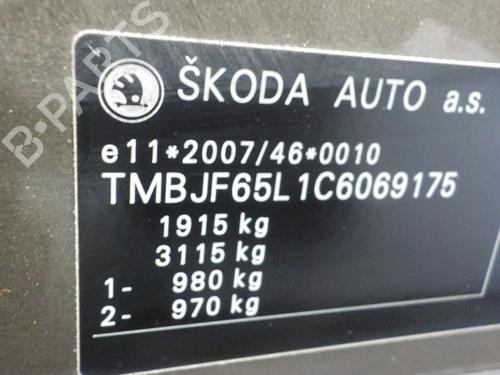 ŠKODA AUTO a.s.
e11*2007/46*0010
TMBJF65L1C6069175
1915 kg
3115 kg
1- 980 kg
2- 970 kg
B-PARTS